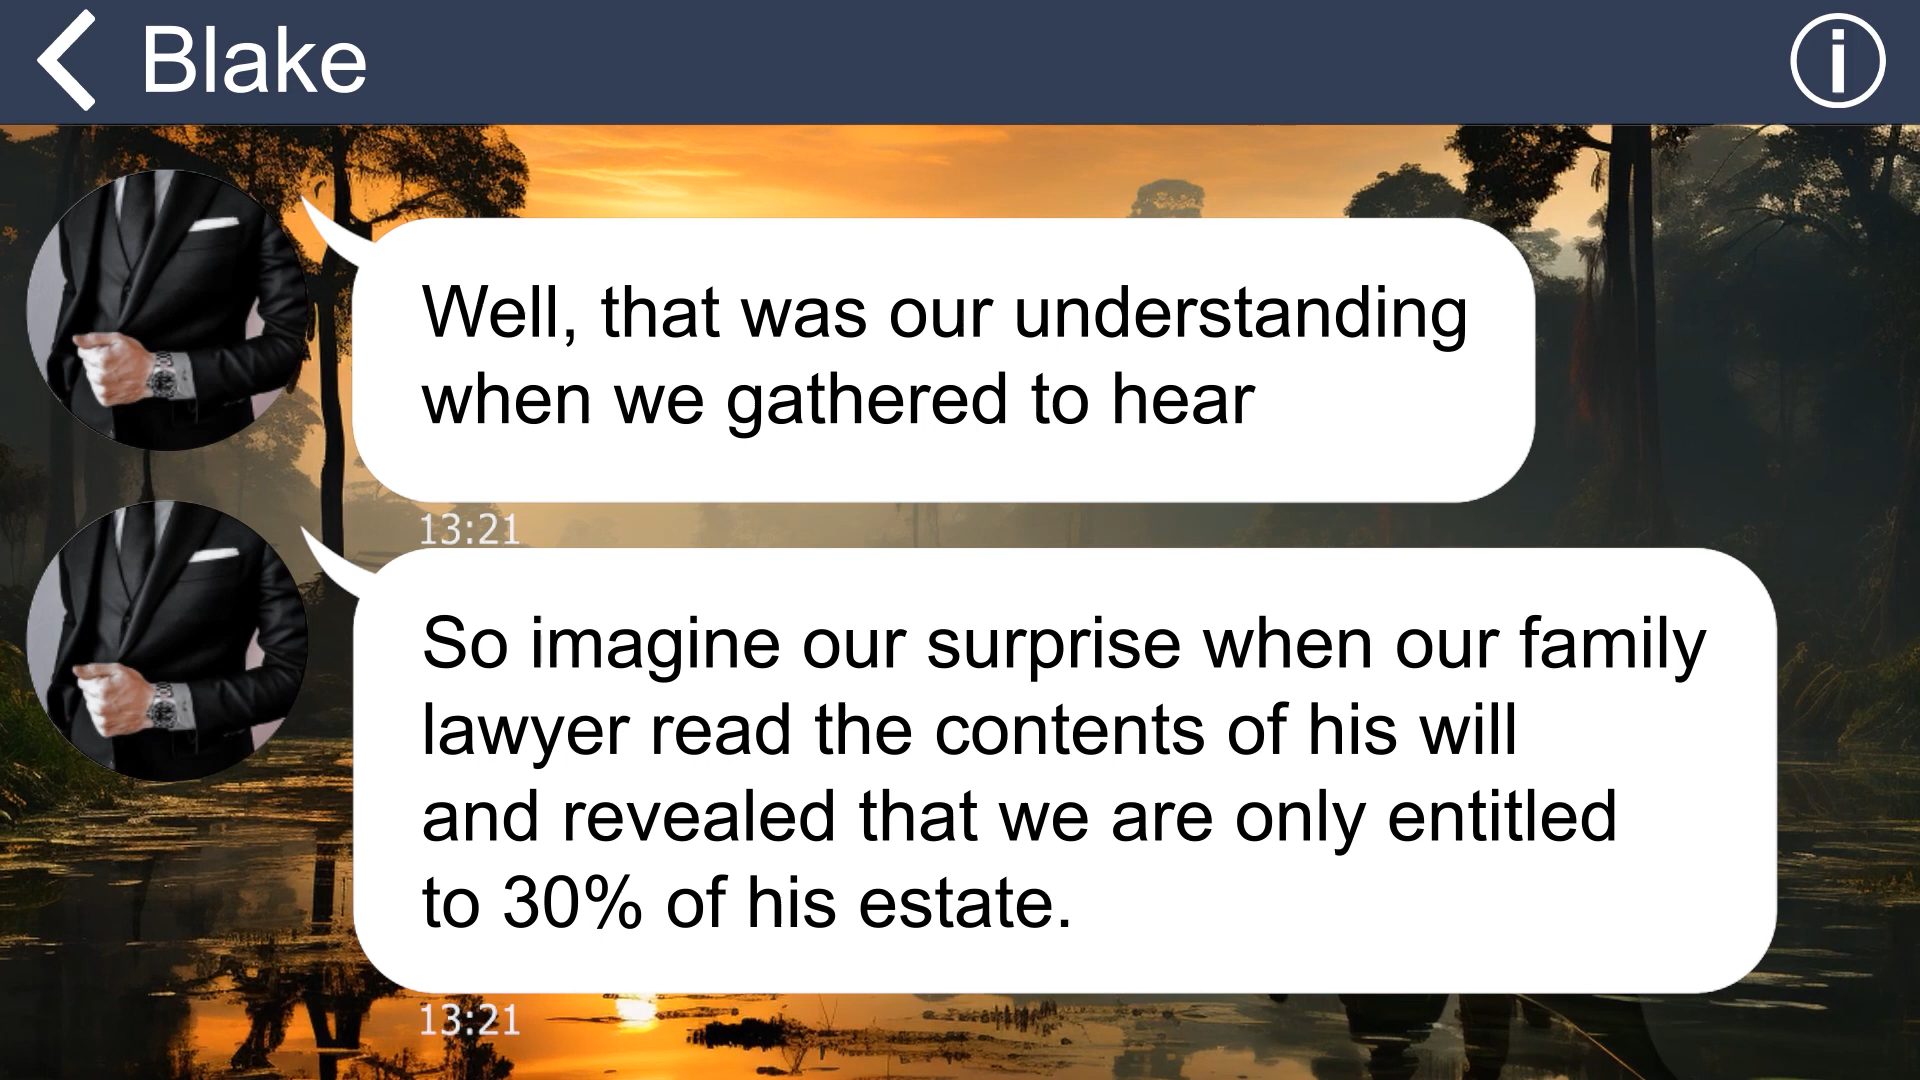 Blake
Well, that was our understanding
when we gathered to hear
13:21
So imagine our surprise when our family
lawyer read the contents of his will
and revealed that we are only entitled
to 30% of his estate.
13:21